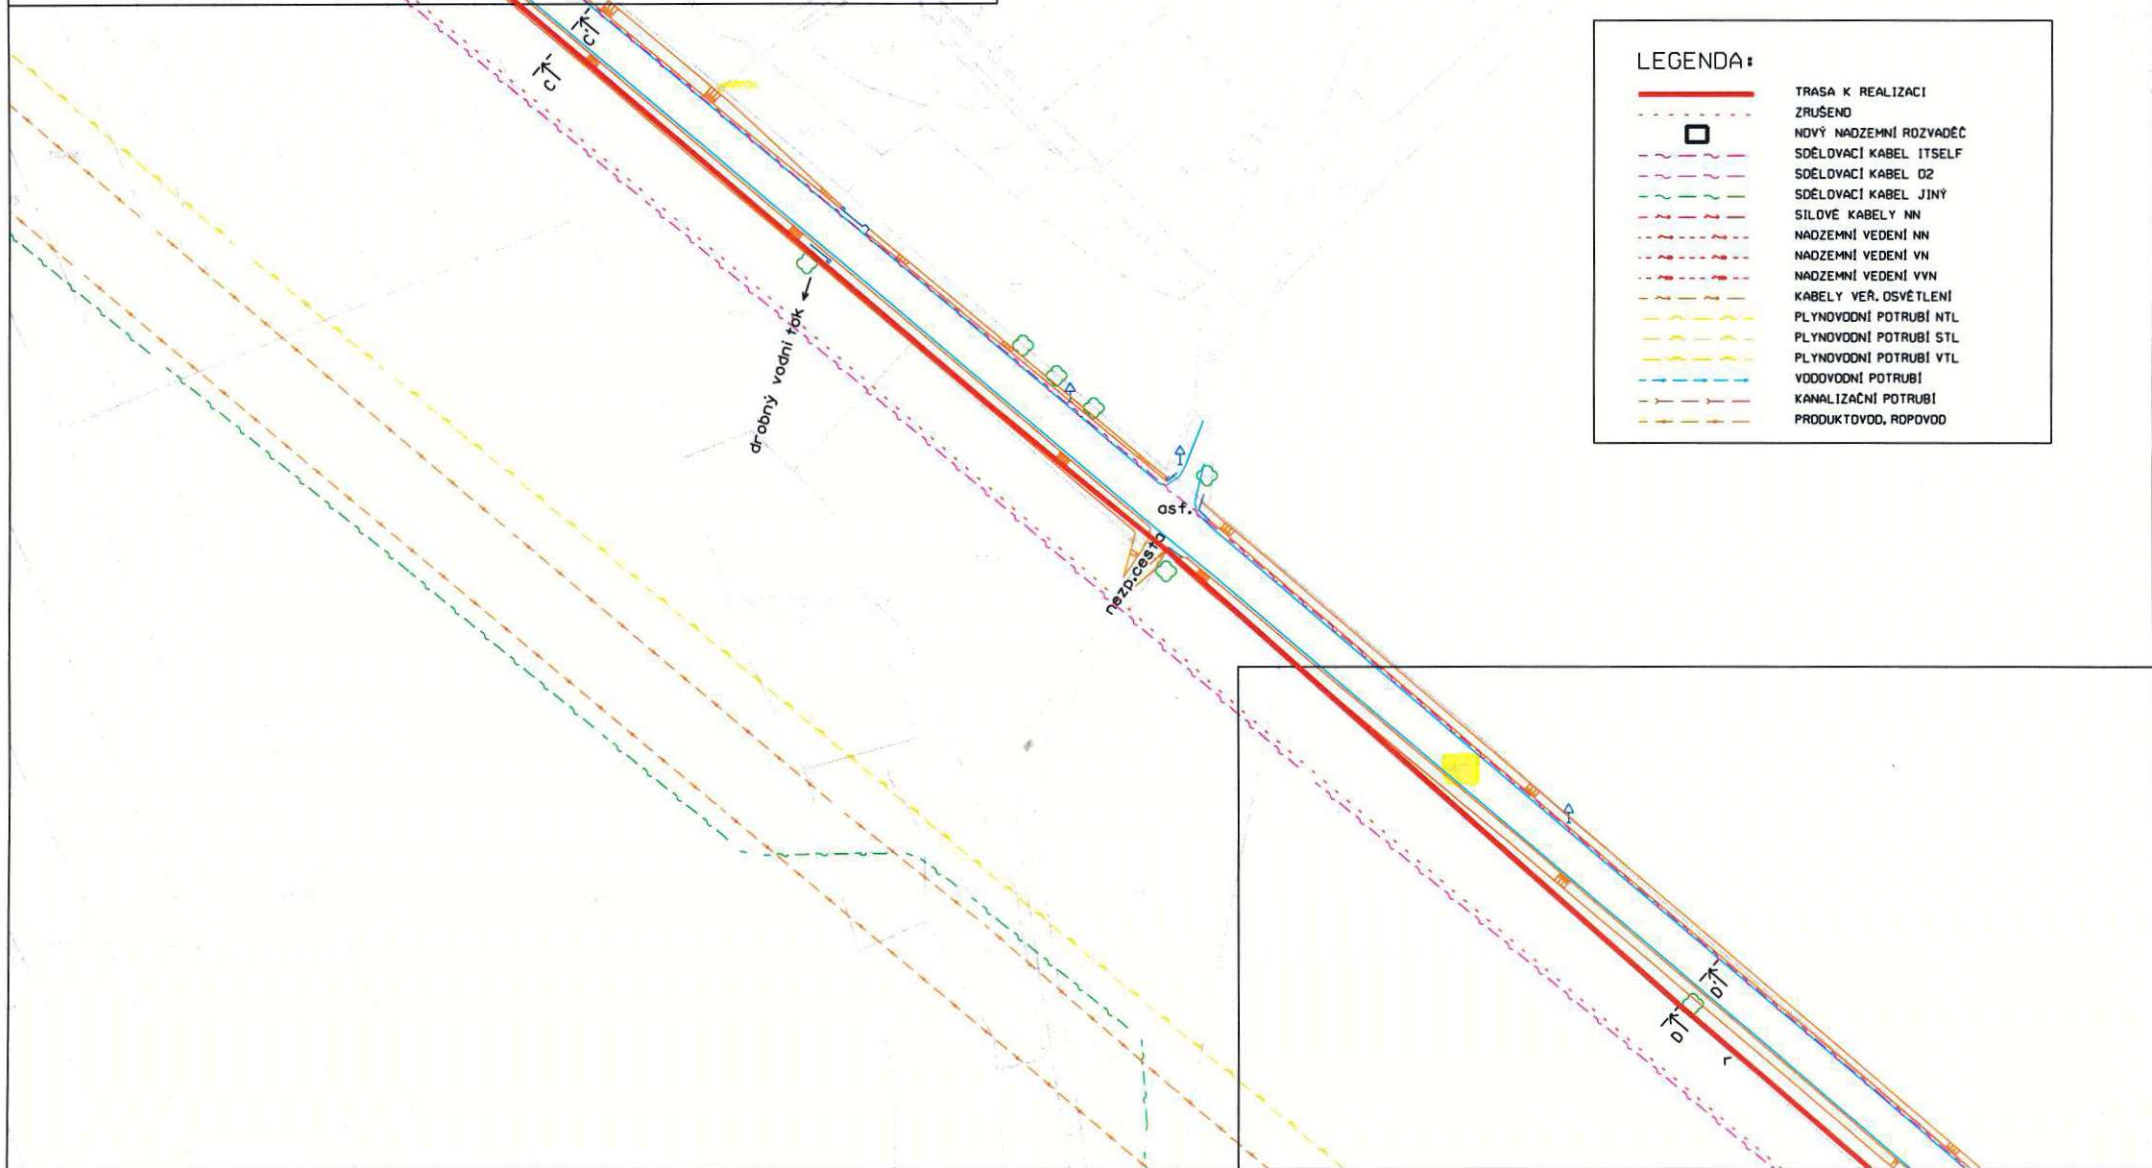 C'
C
LEGENDA:
TRASA K REALIZACI
ZRUŠENO
NOVÝ NADZEMNÍ ROZVADĚČ
SDĚLOVACÍ KABEL ITSELF
SDĚLOVACÍ KABEL O2
SDĚLOVACÍ KABEL JINÝ
SILOVÉ KABELY NN
NADZEMNÍ VEDENÍ NN
NADZEMNÍ VEDENÍ VN
NADZEMNÍ VEDENÍ VVN
KABELY VEŘ. OSVĚTLENÍ
PLYNOVODNÍ POTRUBÍ NTL
PLYNOVODNÍ POTRUBÍ STL
PLYNOVODNÍ POTRUBÍ VTL
VODOVODNÍ POTRUBÍ
KANALIZAČNÍ POTRUBÍ
PRODUKTOVOD, ROPOVOD
drobný vodní tok
asf.
nezp.cesta
D'
D